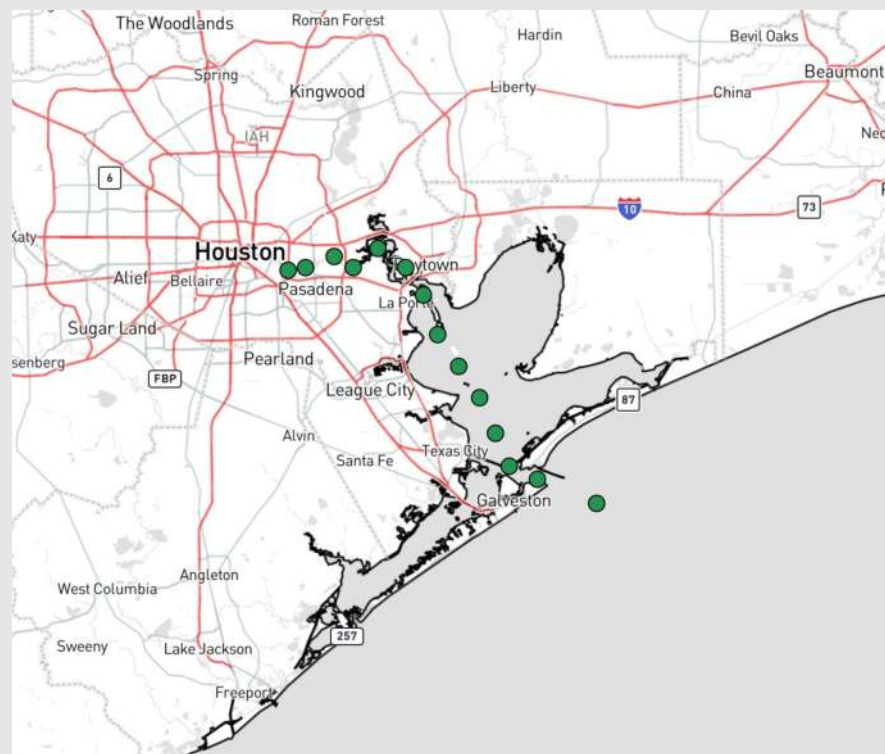 Roman Forest
The Woodlands
Hardin
Bevil Oaks
Spring
Beaumont
Kingwood
Liberty
China
IAH
6
10
73
Katy
Houston
Alief
Bellaire
Pasadena
La Porte
Sugar Land
Pearland
FBP
League City
87
Alvin
Texas City
Santa Fe
Galveston
Angleton
West Columbia
257
Sweeny
Lake Jackson
Freeport